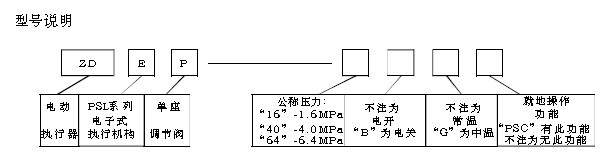 型号说明
ZD E P
电动
执行器
PSL系列
电子式
执行机构
单座
调节阀
公称压力:
“16”-1.6MPa
“40”-4.0MPa
“64”-6.4MPa
不注为
电开
“B”为电关
不注为
常温
“G”为中温
就地操作
功能
“PSC”有此功能
不注为无此功能